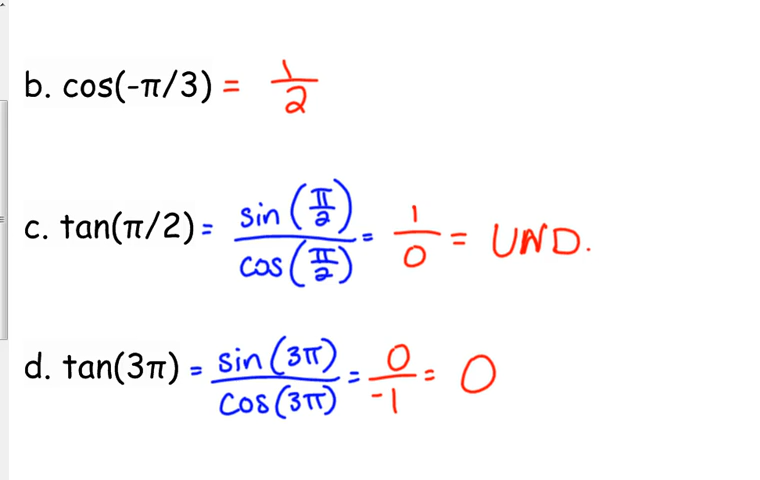 b. cos(-π/3) = 1/2
c. tan(π/2) = sin(π/2)/cos(π/2) = 1/0 = UND.
d. tan(3π) = sin(3π)/cos(3π) = 0/-1 = 0